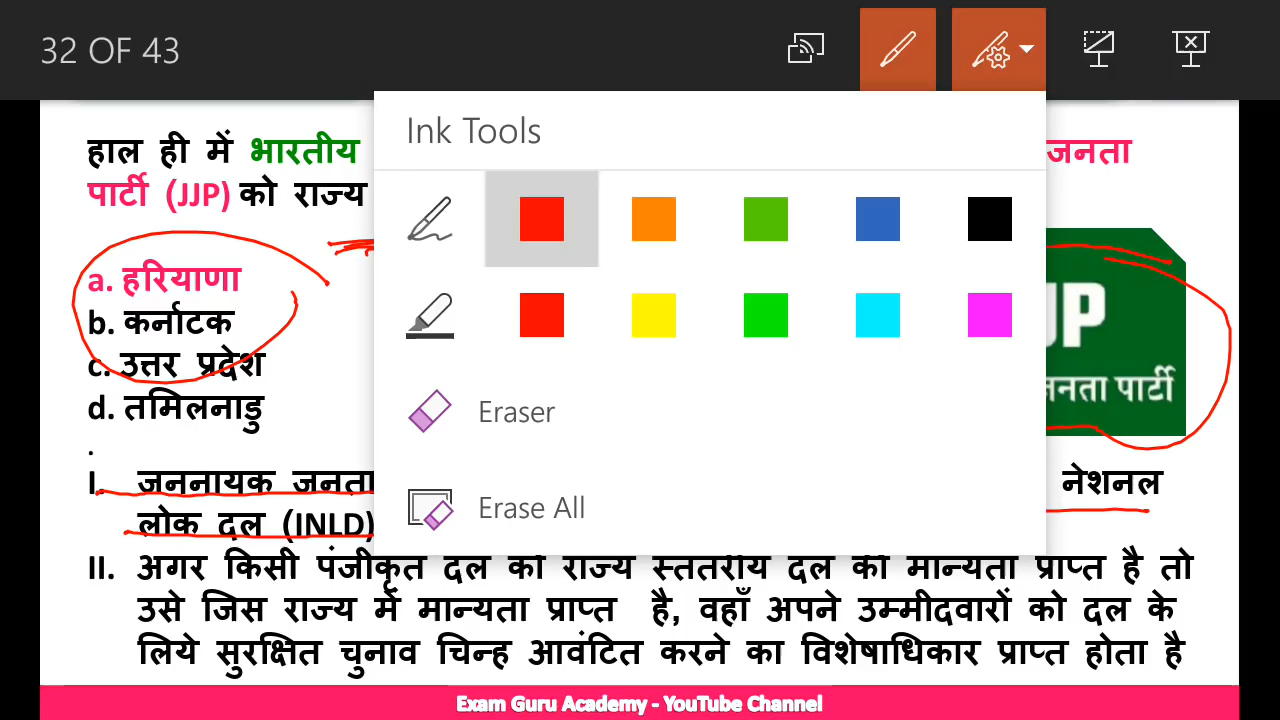 32 OF 43
Ink Tools
हाल ही में भारतीय जनता
पार्टी (JJP) को राज्य
a. हरियाणा
b. कर्नाटक
c. उत्तर प्रदेश
d. तमिलनाडु
.
JP
जनता पार्टी
Eraser
Erase All
I. जननायक जनता नेशनल
लोक दल (INLD)
II. अगर किसी पंजीकृत दल को राज्य स्ततरीय दल की मान्यता प्राप्त है तो
उसे जिस राज्य में मान्यता प्राप्त है, वहाँ अपने उम्मीदवारों को दल के
लिये सुरक्षित चुनाव चिन्ह आवंटित करने का विशेषाधिकार प्राप्त होता है
Exam Guru Academy - YouTube Channel